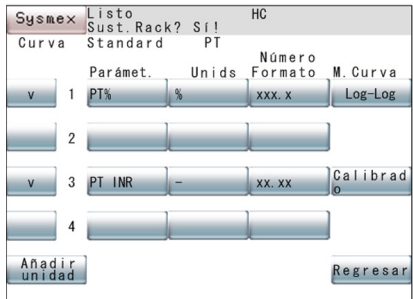 Sysmex Listo HC
Sust.Rack? Sí!
Curva Standard PT
Número
Parámet. Unids Formato M.Curva
v 1 PT% % xxx.x Log-Log
2
v 3 PT INR - xx.xx Calibrad
o
4
Añadir
unidad
Regresar